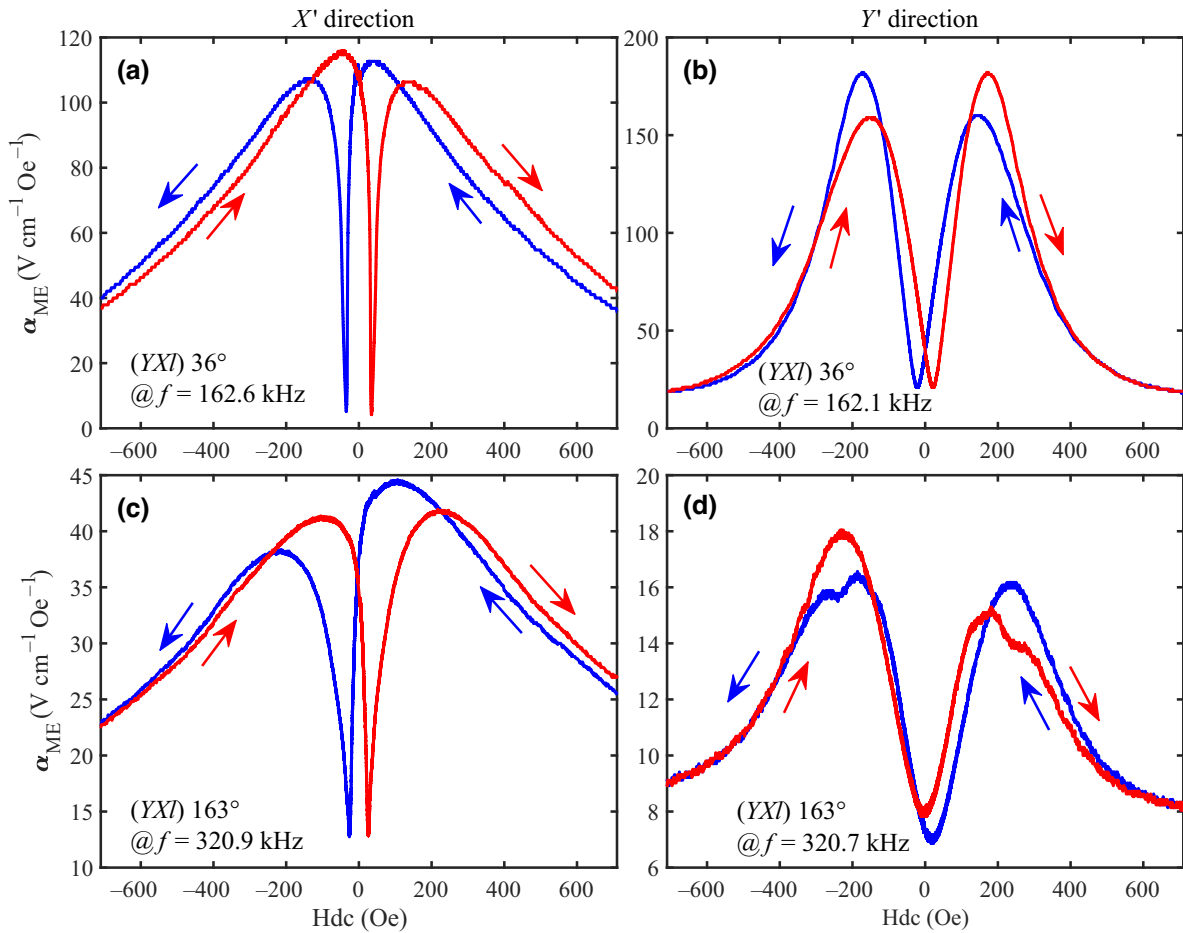 X' direction
Y' direction
(a)
120
100
80
60
40
20
0
α_ME (V cm⁻¹ Oe⁻¹)
(YXl) 36°
@ f = 162.6 kHz
−600 −400 −200 0 200 400 600
(b)
200
150
100
50
0
(YXl) 36°
@ f = 162.1 kHz
−600 −400 −200 0 200 400 600
(c)
45
40
35
30
25
20
15
10
α_ME (V cm⁻¹ Oe⁻¹)
(YXl) 163°
@ f = 320.9 kHz
−600 −400 −200 0 200 400 600
Hdc (Oe)
(d)
20
18
16
14
12
10
8
6
(YXl) 163°
@ f = 320.7 kHz
−600 −400 −200 0 200 400 600
Hdc (Oe)